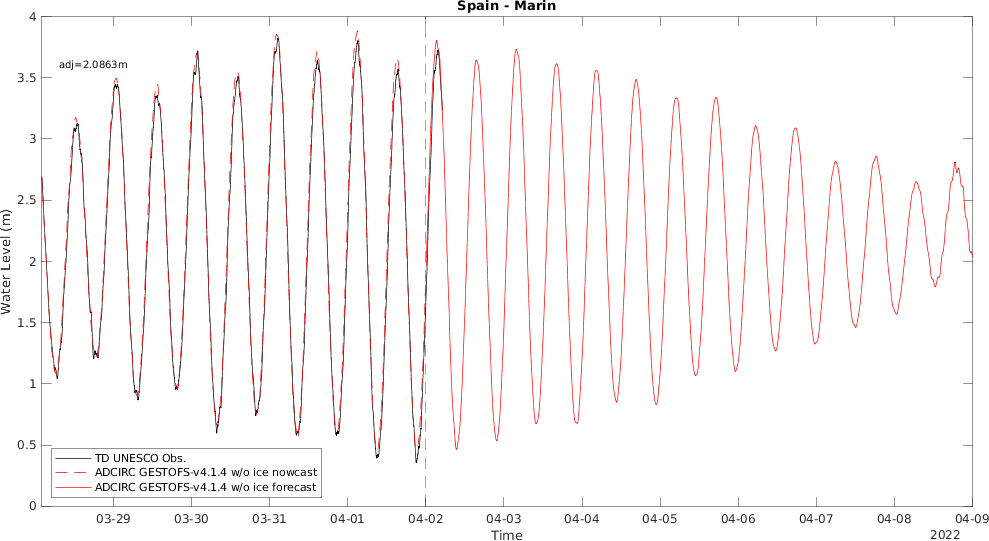 Spain - Marin
4
3.5
3
2.5
2
1.5
1
0.5
0
Water Level (m)
adj=2.0863m
TD UNESCO Obs.
ADCIRC GESTOFS-v4.1.4 w/o ice nowcast
ADCIRC GESTOFS-v4.1.4 w/o ice forecast
03-29 03-30 03-31 04-01 04-02 04-03 04-04 04-05 04-06 04-07 04-08 04-09
Time
2022